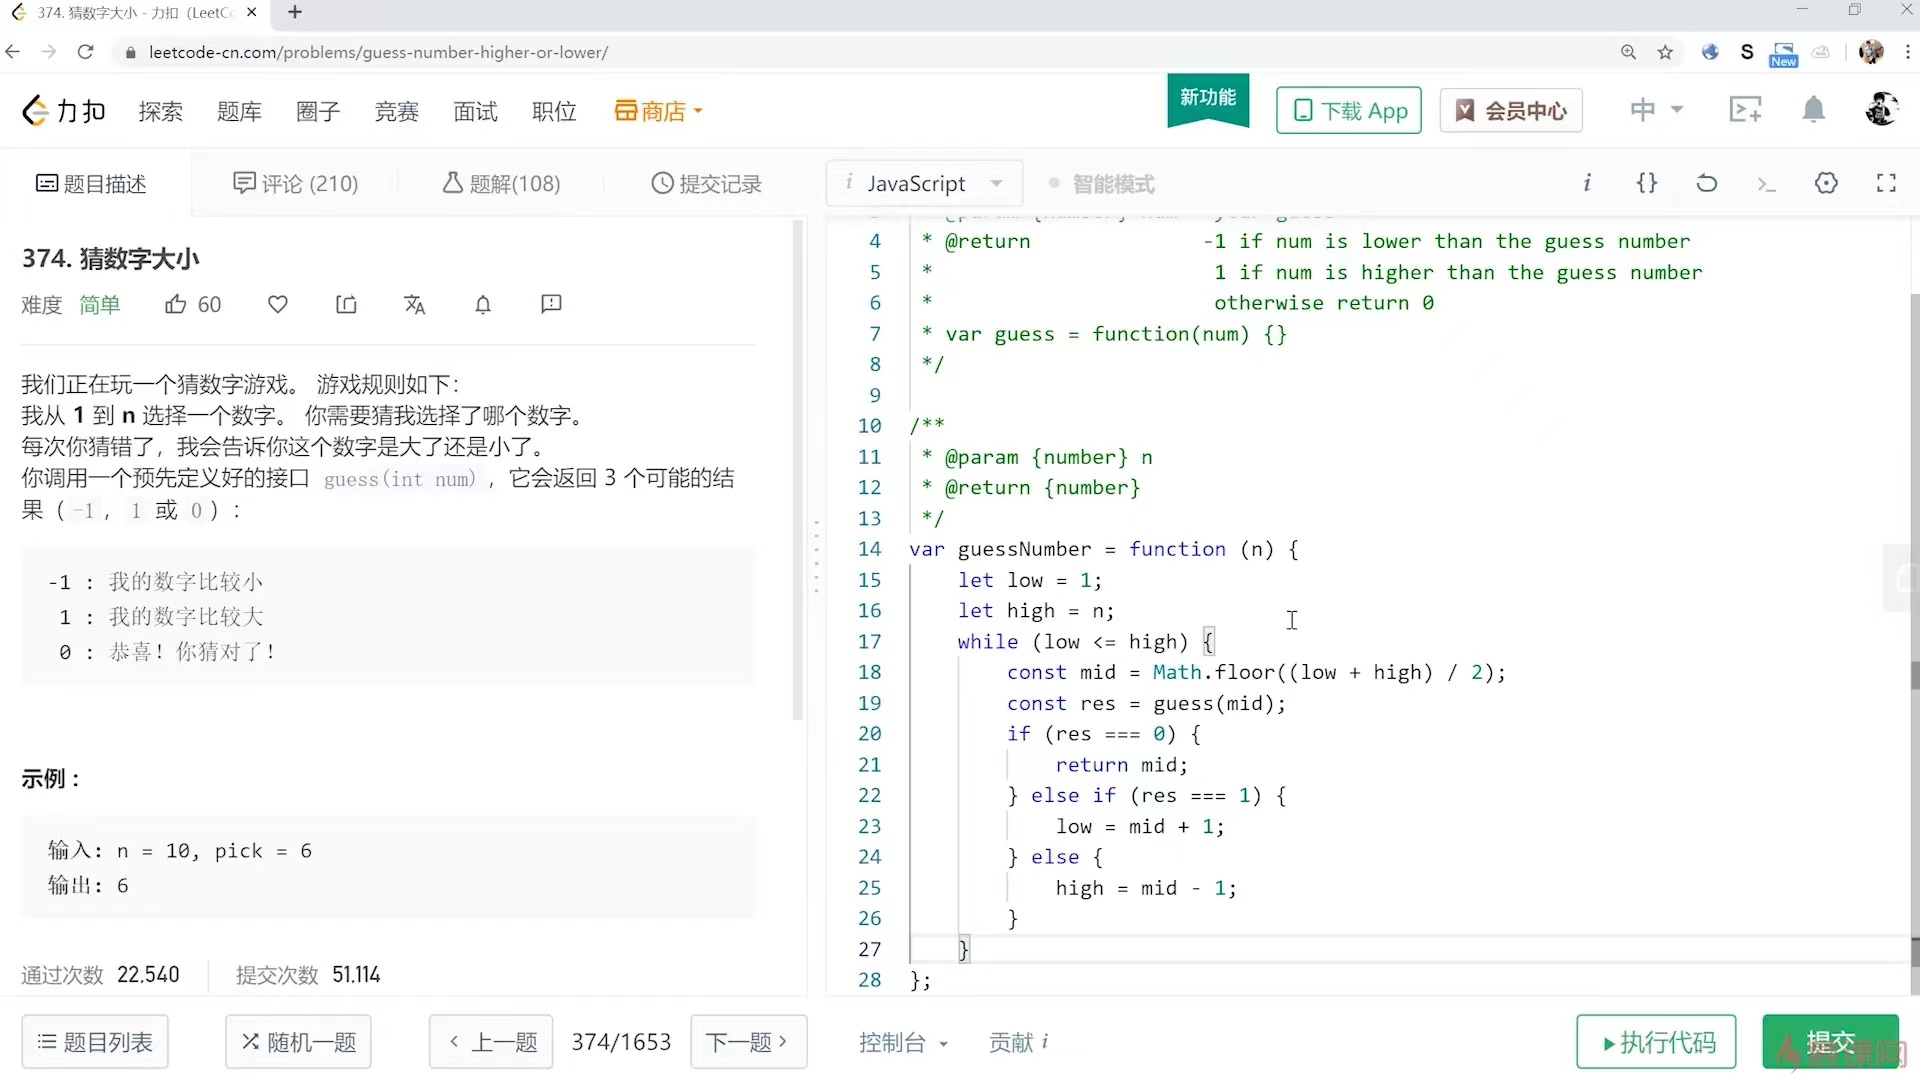 374. 猜数字大小 - 力扣 (LeetC
leetcode-cn.com/problems/guess-number-higher-or-lower/
S
New
力扣 探索 题库 圈子 竞赛 面试 职位 商店
新功能 下载 App 会员中心 中
题目描述 评论 (210) 题解(108) 提交记录
i JavaScript 智能模式 i {}
374. 猜数字大小
难度 简单 60
我们正在玩一个猜数字游戏。 游戏规则如下:
我从 1 到 n 选择一个数字。 你需要猜我选择了哪个数字。
每次你猜错了，我会告诉你这个数字是大了还是小了。
你调用一个预先定义好的接口 guess(int num)，它会返回 3 个可能的结
果（-1，1 或 0）:
-1 : 我的数字比较小
1 : 我的数字比较大
0 : 恭喜! 你猜对了!
示例 :
输入: n = 10, pick = 6
输出: 6
通过次数 22,540 提交次数 51,114
4 * @return -1 if num is lower than the guess number
5 * 1 if num is higher than the guess number
6 * otherwise return 0
7 * var guess = function(num) {}
8 */
9
10 /**
11 * @param {number} n
12 * @return {number}
13 */
14 var guessNumber = function (n) {
15 let low = 1;
16 let high = n;
17 while (low <= high) {
18 const mid = Math.floor((low + high) / 2);
19 const res = guess(mid);
20 if (res === 0) {
21 return mid;
22 } else if (res === 1) {
23 low = mid + 1;
24 } else {
25 high = mid - 1;
26 }
27 }
28 };
题目列表 随机一题 上一题 374/1653 下一题
控制台 贡献 i 执行代码 提交